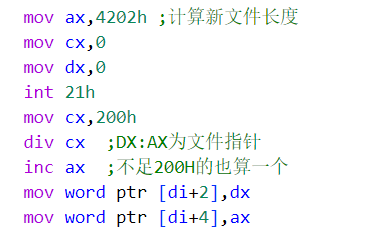 mov ax,4202h ;计算新文件长度
mov cx,0
mov dx,0
int 21h
mov cx,200h
div cx  ;DX:AX为文件指针
inc ax  ;不足200H的也算一个
mov word ptr [di+2],dx
mov word ptr [di+4],ax